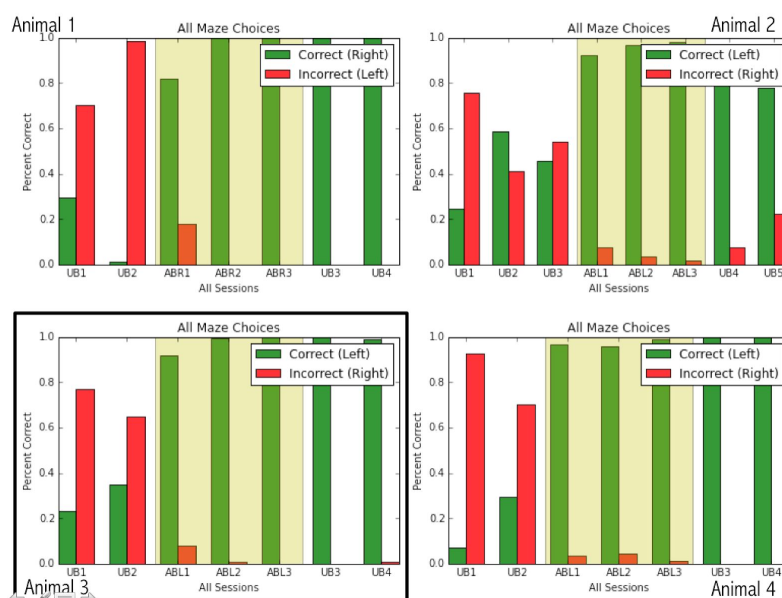 Animal 1
All Maze Choices
Correct (Right)
Incorrect (Left)
Percent Correct
1.0
0.8
0.6
0.4
0.2
0.0
UB1 UB2 ABR1 ABR2 ABR3 UB3 UB4
All Sessions
Animal 2
All Maze Choices
Correct (Left)
Incorrect (Right)
Percent Correct
1.0
0.8
0.6
0.4
0.2
0.0
UB1 UB2 UB3 ABL1 ABL2 ABL3 UB4 UB5
All Sessions
All Maze Choices
Correct (Left)
Incorrect (Right)
Percent Correct
1.0
0.8
0.6
0.4
0.2
0.0
UB1 UB2 ABL1 ABL2 ABL3 UB3 UB4
All Sessions
Animal 3
All Maze Choices
Correct (Left)
Incorrect (Right)
Percent Correct
1.0
0.8
0.6
0.4
0.2
0.0
UB1 UB2 ABL1 ABL2 ABL3 UB3 UB4
All Sessions
Animal 4